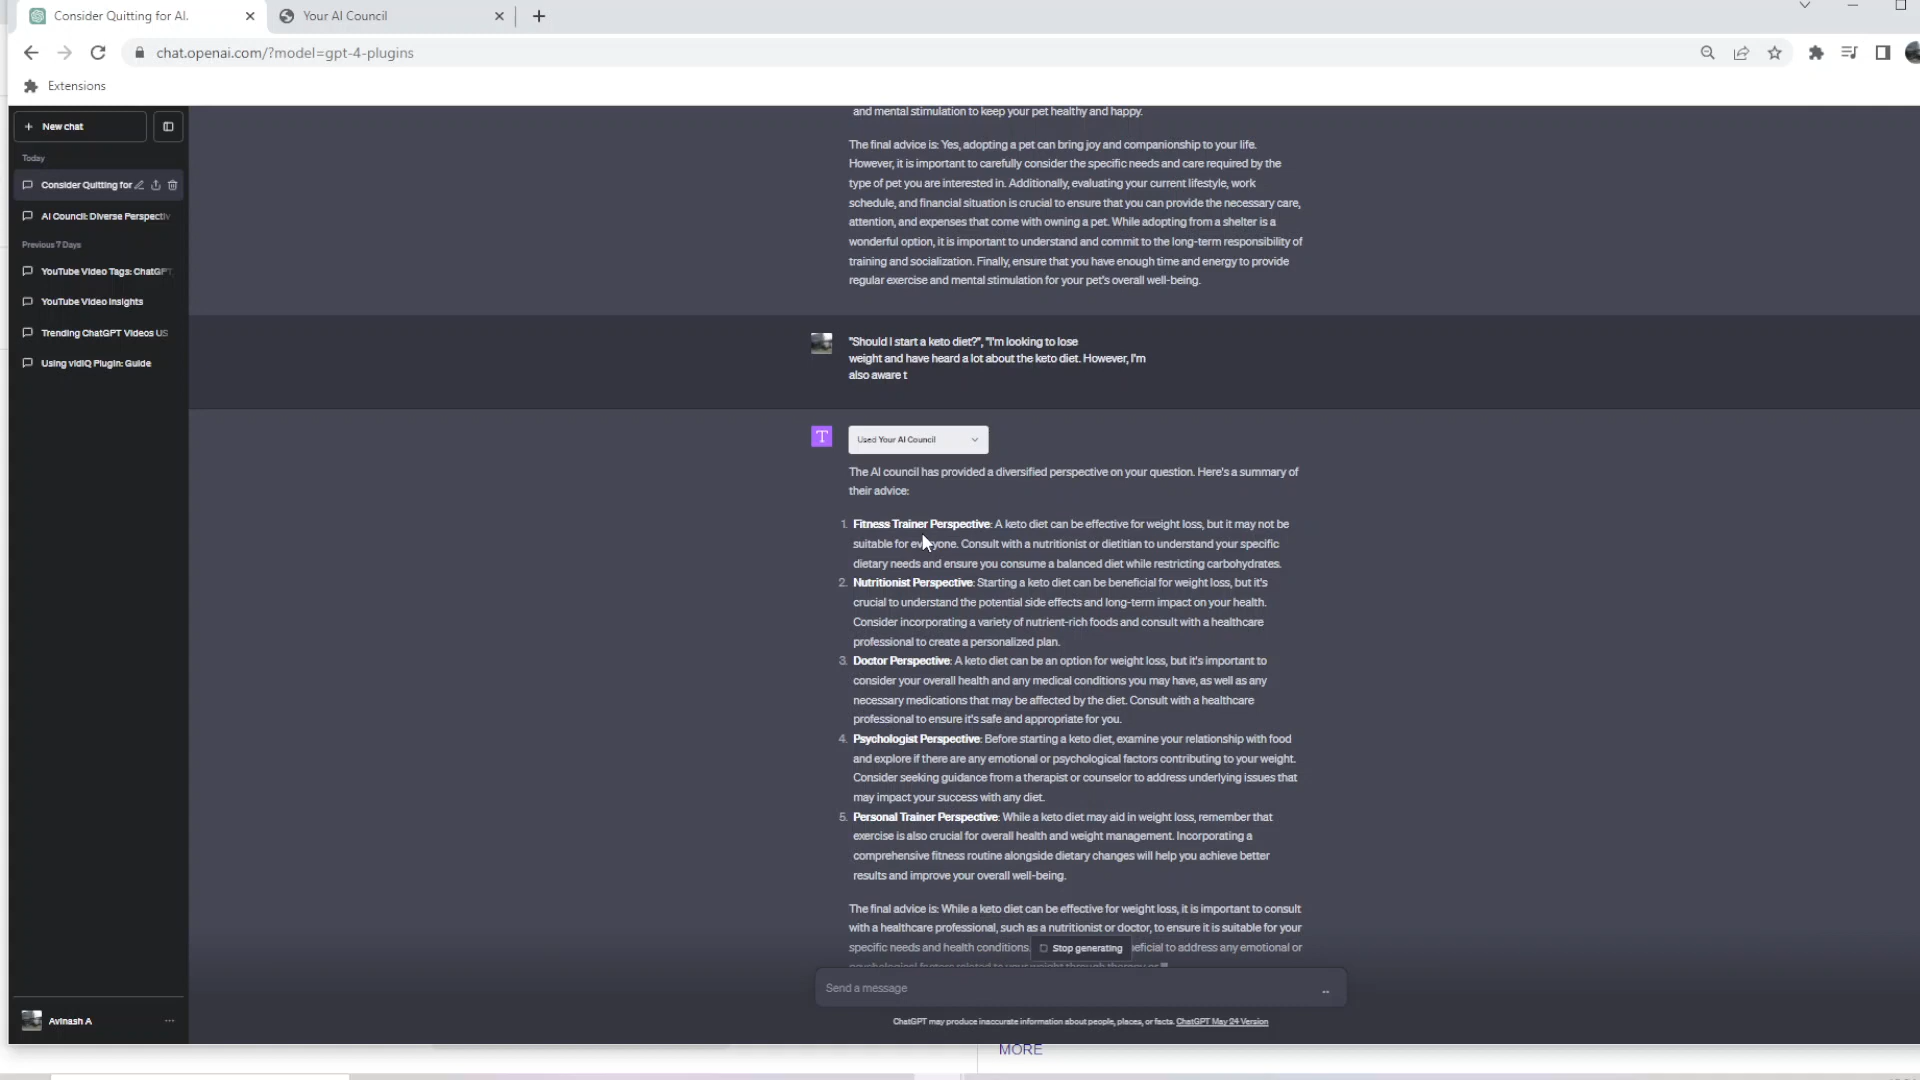 Consider Quitting for AI.
Your AI Council
chat.openai.com/?model=gpt-4-plugins
Extensions
New chat
Today
Consider Quitting for
AI Council: Diverse Perspectiv
Previous 7 Days
YouTube Video Tags: ChatGPT
YouTube Video Insights
Trending ChatGPT Videos US
Using vidIQ Plugin: Guide
Avinash A
and mental stimulation to keep your pet healthy and happy.
The final advice is: Yes, adopting a pet can bring joy and companionship to your life.
However, it is important to carefully consider the specific needs and care required by the
type of pet you are interested in. Additionally, evaluating your current lifestyle, work
schedule, and financial situation is crucial to ensure that you can provide the necessary care,
attention, and expenses that come with owning a pet. While adopting from a shelter is a
wonderful option, it is important to understand and commit to the long-term responsibility of
training and socialization. Finally, ensure that you have enough time and energy to provide
regular exercise and mental stimulation for your pet's overall well-being.
"Should I start a keto diet?", "I'm looking to lose
weight and have heard a lot about the keto diet. However, I'm
also aware t
T
Used Your AI Council
The AI council has provided a diversified perspective on your question. Here's a summary of
their advice:
1. Fitness Trainer Perspective: A keto diet can be effective for weight loss, but it may not be
suitable for everyone. Consult with a nutritionist or dietitian to understand your specific
dietary needs and ensure you consume a balanced diet while restricting carbohydrates.
2. Nutritionist Perspective: Starting a keto diet can be beneficial for weight loss, but it's
crucial to understand the potential side effects and long-term impact on your health.
Consider incorporating a variety of nutrient-rich foods and consult with a healthcare
professional to create a personalized plan.
3. Doctor Perspective: A keto diet can be an option for weight loss, but it's important to
consider your overall health and any medical conditions you may have, as well as any
necessary medications that may be affected by the diet. Consult with a healthcare
professional to ensure it's safe and appropriate for you.
4. Psychologist Perspective: Before starting a keto diet, examine your relationship with food
and explore if there are any emotional or psychological factors contributing to your weight.
Consider seeking guidance from a therapist or counselor to address underlying issues that
may impact your success with any diet.
5. Personal Trainer Perspective: While a keto diet may aid in weight loss, remember that
exercise is also crucial for overall health and weight management. Incorporating a
comprehensive fitness routine alongside dietary changes will help you achieve better
results and improve your overall well-being.
The final advice is: While a keto diet can be effective for weight loss, it is important to consult
with a healthcare professional, such as a nutritionist or doctor, to ensure it is suitable for your
specific needs and health conditions. Stop generating eficial to address any emotional or
psychological factors related to your weight through therapy or
Send a message
ChatGPT may produce inaccurate information about people, places, or facts. ChatGPT May 24 Version
MORE